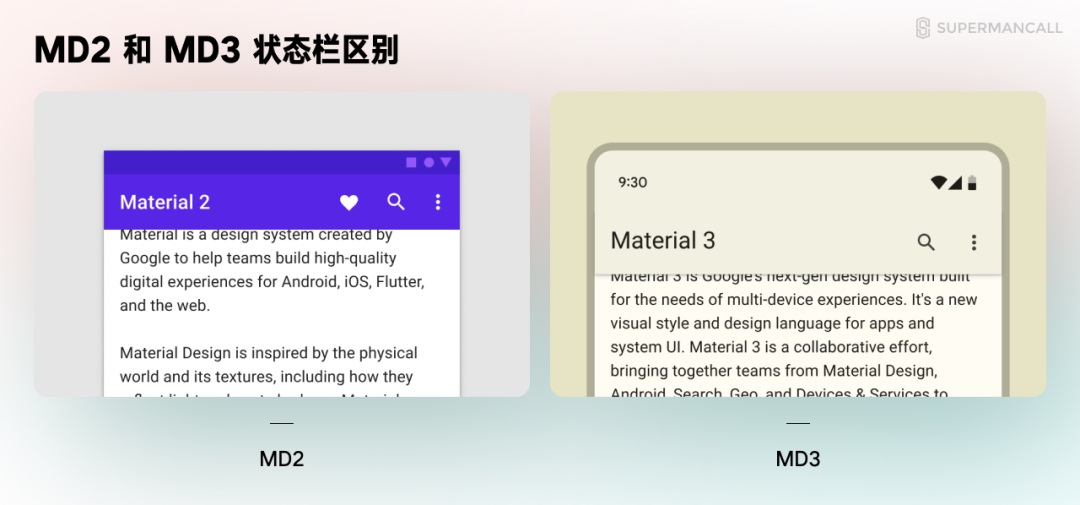 MD2 和 MD3 状态栏区别
SUPERMANCALL
Material 2
Material is a design system created by
Google to help teams build high-quality
digital experiences for Android, iOS, Flutter,
and the web.
Material Design is inspired by the physical
world and its textures, including how they
MD2
9:30
Material 3
Material 3 is Google's next-gen design system built
for the needs of multi-device experiences. It's a new
visual style and design language for apps and
system UI. Material 3 is a collaborative effort,
bringing together teams from Material Design,
Android, Search, Geo, and Devices & Services to
MD3